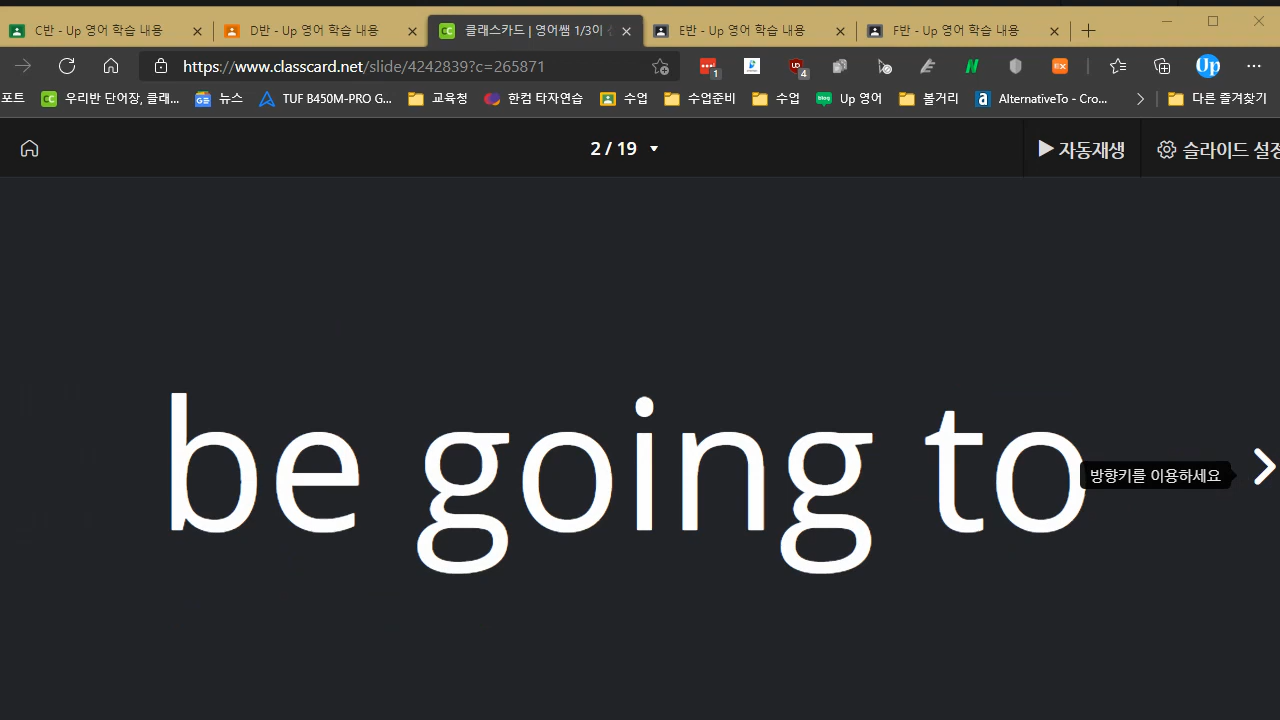 C반 - Up 영어 학습 내용
D반 - Up 영어 학습 내용
클래스카드 | 영어쌤 1/3이
E반 - Up 영어 학습 내용
F반 - Up 영어 학습 내용
https://www.classcard.net/slide/4242839?c=265871
1
UD
4
N
Up
포트
CC 우리반 단어장, 클래...
뉴스
TUF B450M-PRO G...
교육청
한컴 타자연습
수업
수업준비
수업
Up 영어
볼거리
a AlternativeTo - Cro...
다른 즐겨찾기
2 / 19
자동재생
슬라이드 설정
be going to
방향키를 이용하세요